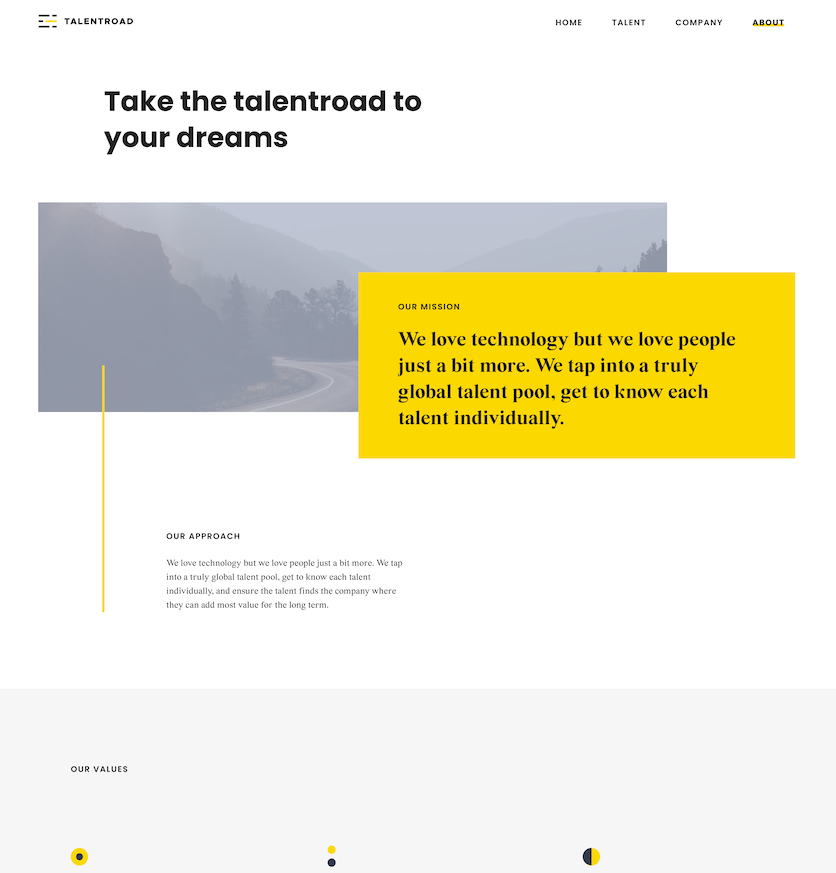 TALENTROAD
HOME TALENT COMPANY ABOUT
Take the talentroad to
your dreams
OUR MISSION
We love technology but we love people
just a bit more. We tap into a truly
global talent pool, get to know each
talent individually.
OUR APPROACH
We love technology but we love people just a bit more. We tap
into a truly global talent pool, get to know each talent
individually, and ensure the talent finds the company where
they can add most value for the long term.
OUR VALUES